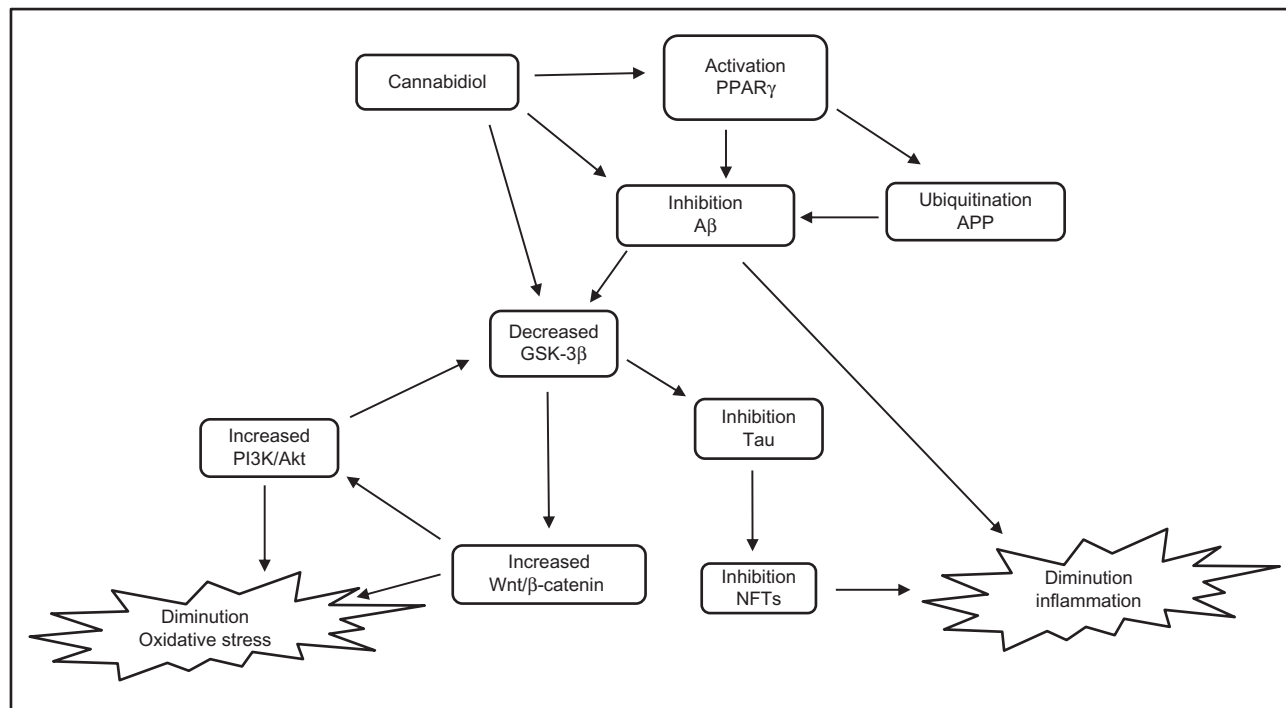 Cannabidiol
Activation
PPARγ
Inhibition
Aβ
Ubiquitination
APP
Decreased
GSK-3β
Increased
PI3K/Akt
Inhibition
Tau
Increased
Wnt/β-catenin
Inhibition
NFTs
Diminution
Oxidative stress
Diminution
inflammation